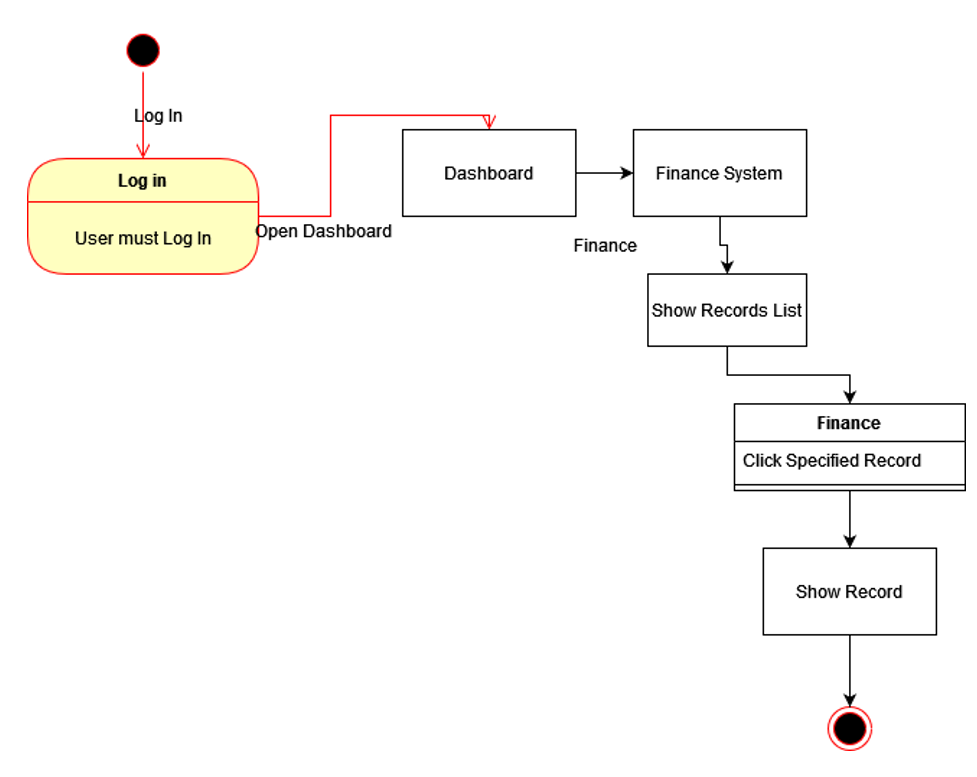 Log In
Log in
User must Log In
Open Dashboard
Dashboard
Finance System
Finance
Show Records List
Finance
Click Specified Record
Show Record